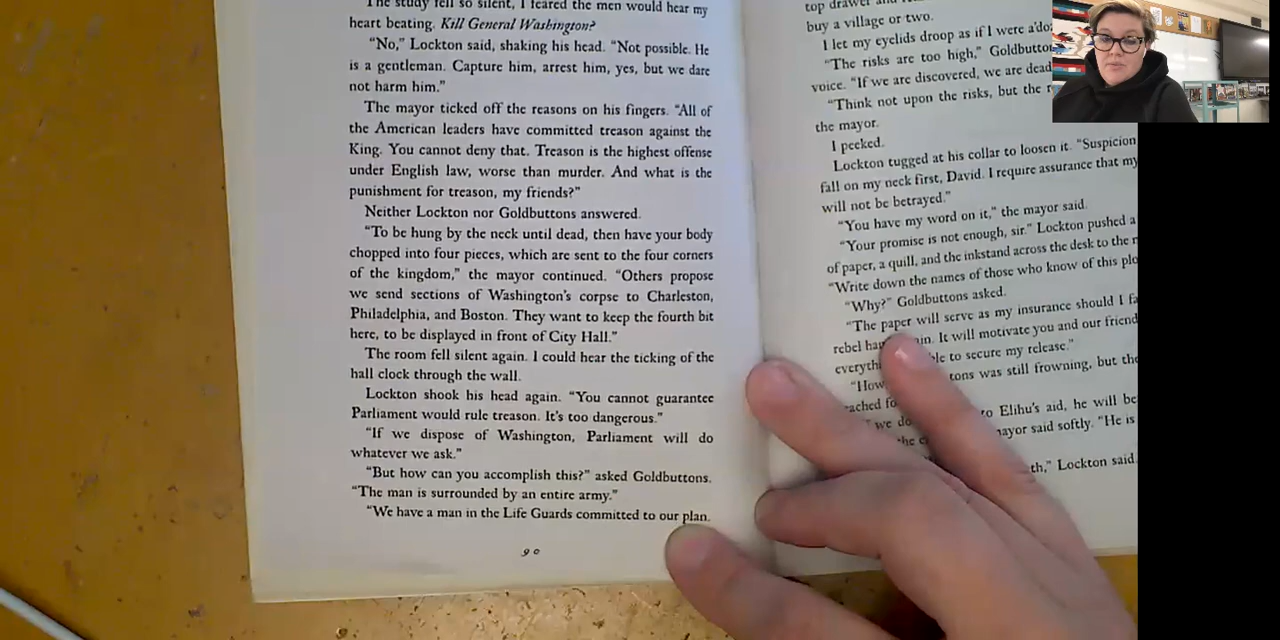 The study fell so silent, I feared the men would hear my
heart beating. Kill General Washington?
"No," Lockton said, shaking his head. "Not possible. He
is a gentleman. Capture him, arrest him, yes, but we dare
not harm him."
The mayor ticked off the reasons on his fingers. "All of
the American leaders have committed treason against the
King. You cannot deny that. Treason is the highest offense
under English law, worse than murder. And what is the
punishment for treason, my friends?"
Neither Lockton nor Goldbuttons answered.
"To be hung by the neck until dead, then have your body
chopped into four pieces, which are sent to the four corners
of the kingdom," the mayor continued. "Others propose
we send sections of Washington's corpse to Charleston,
Philadelphia, and Boston. They want to keep the fourth bit
here, to be displayed in front of City Hall."
The room fell silent again. I could hear the ticking of the
hall clock through the wall.
Lockton shook his head again. "You cannot guarantee
Parliament would rule treason. It's too dangerous."
"If we dispose of Washington, Parliament will do
whatever we ask."
"But how can you accomplish this?" asked Goldbuttons.
"The man is surrounded by an entire army."
"We have a man in the Life Guards committed to our plan.
90
top drawer and
buy a village or two.
I let my eyelids droop as if I were a'do
"The risks are too high," Goldbutto
voice. "If we are discovered, we are dead
"Think not upon the risks, but the r
the mayor.
I peeked.
Lockton tugged at his collar to loosen it. "Suspicion
fall on my neck first, David. I require assurance that my
will not be betrayed."
"You have my word on it," the mayor said.
"Your promise is not enough, sir." Lockton pushed a
of paper, a quill, and the inkstand across the desk to the
"Write down the names of those who know of this plo
"Why?" Goldbuttons asked.
"The paper will serve as my insurance should I fa
rebel in. It will motivate you and our friend
everyth ble to secure my release."
"How tons was still frowning, but the
ached fo
we do to Elihu's aid, he will be
the mayor said softly. "He is
th," Lockton said.